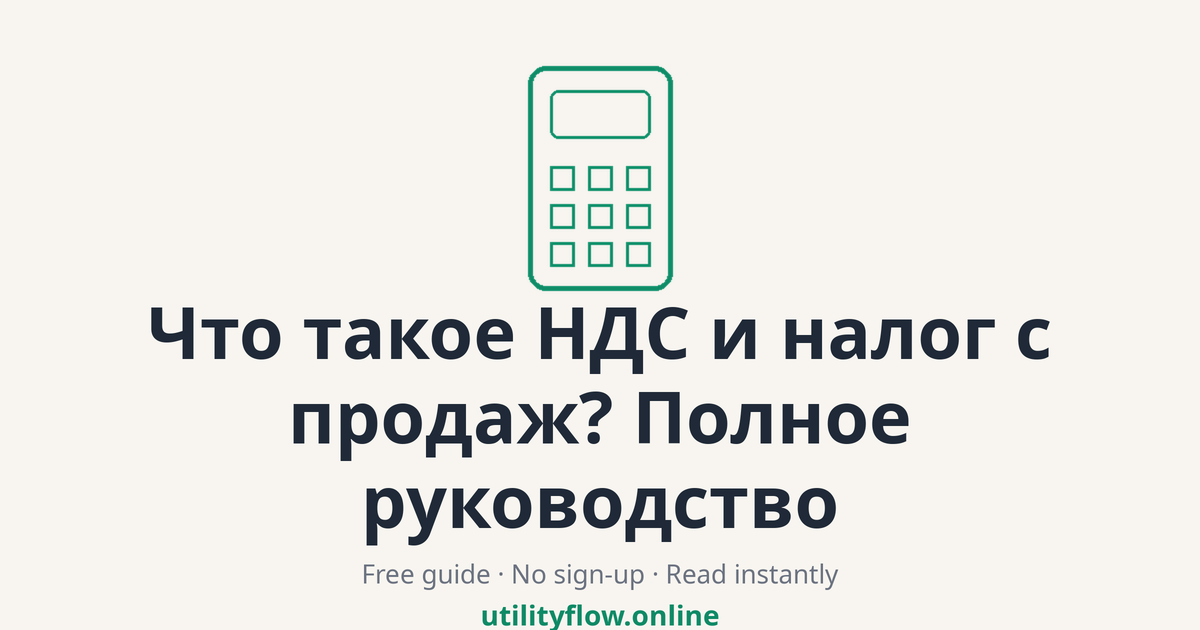 Что такое НДС и налог с
продаж? Полное
руководство
Free guide · No sign-up · Read instantly
utilityflow.online